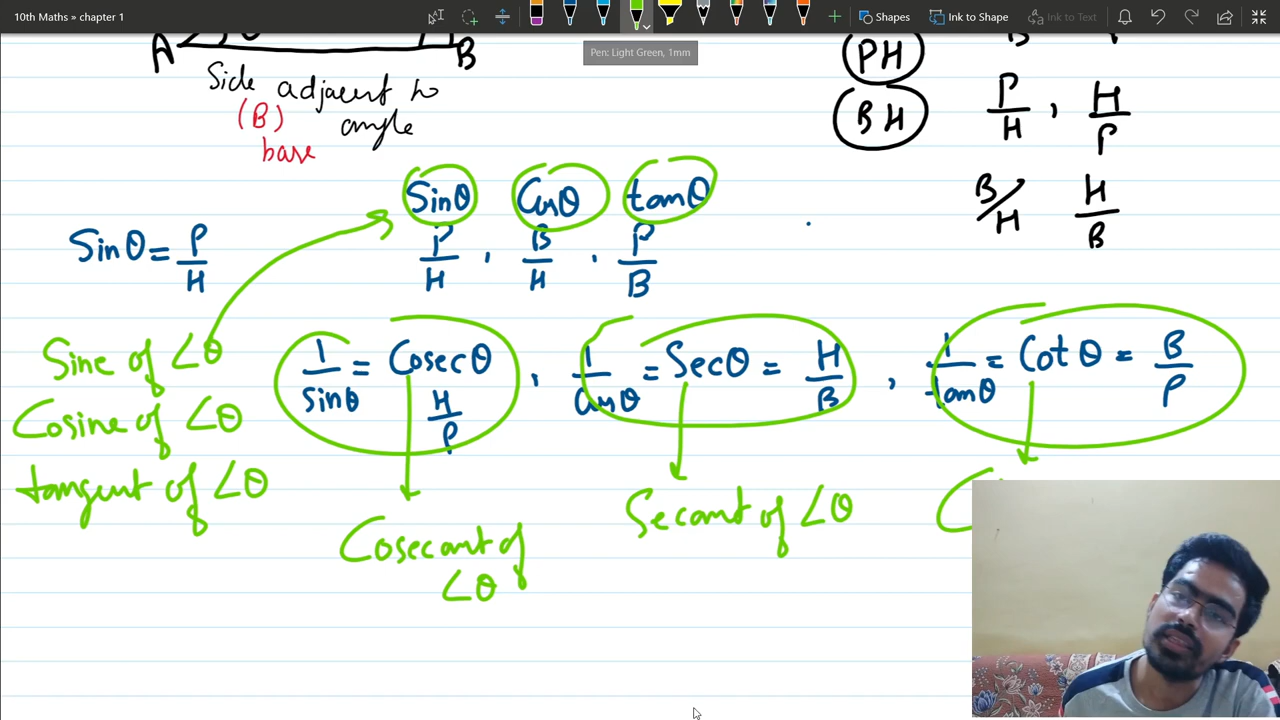 10th Maths » chapter 1
Shapes
Ink to Shape
Ink to Text
Pen: Light Green, 1mm
A
B
Side adjacent to
angle
(B)
base
PH
BH
P/H , H/P
B/H H/B
Sinθ Cosθ tanθ
P/H , B/H , P/B
Sinθ = P/H
Sine of ∠θ
Cosine of ∠θ
tangent of ∠θ
1/sinθ = Cosecθ H/P , 1/cosθ = Secθ = H/B , 1/tanθ = Cotθ = B/P
Cosecant of
∠θ
Secant of ∠θ